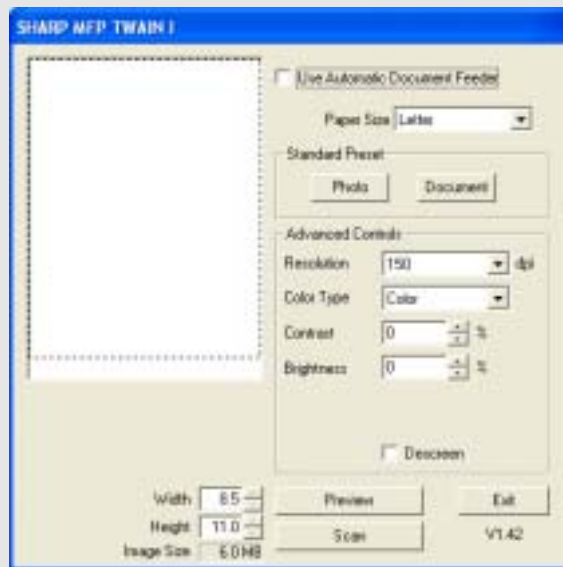 SHARP MFP TWAIN I
Use Automatic Document Feeder
Paper Size Letter
Standard Preset
Photo Document
Advanced Controls
Resolution 150 dpi
Color Type Color
Contrast 0 %
Brightness 0 %
Descreen
Width 8.5 Preview Exit
Height 11.0 Scan V1.42
Image Size 6.0 MB